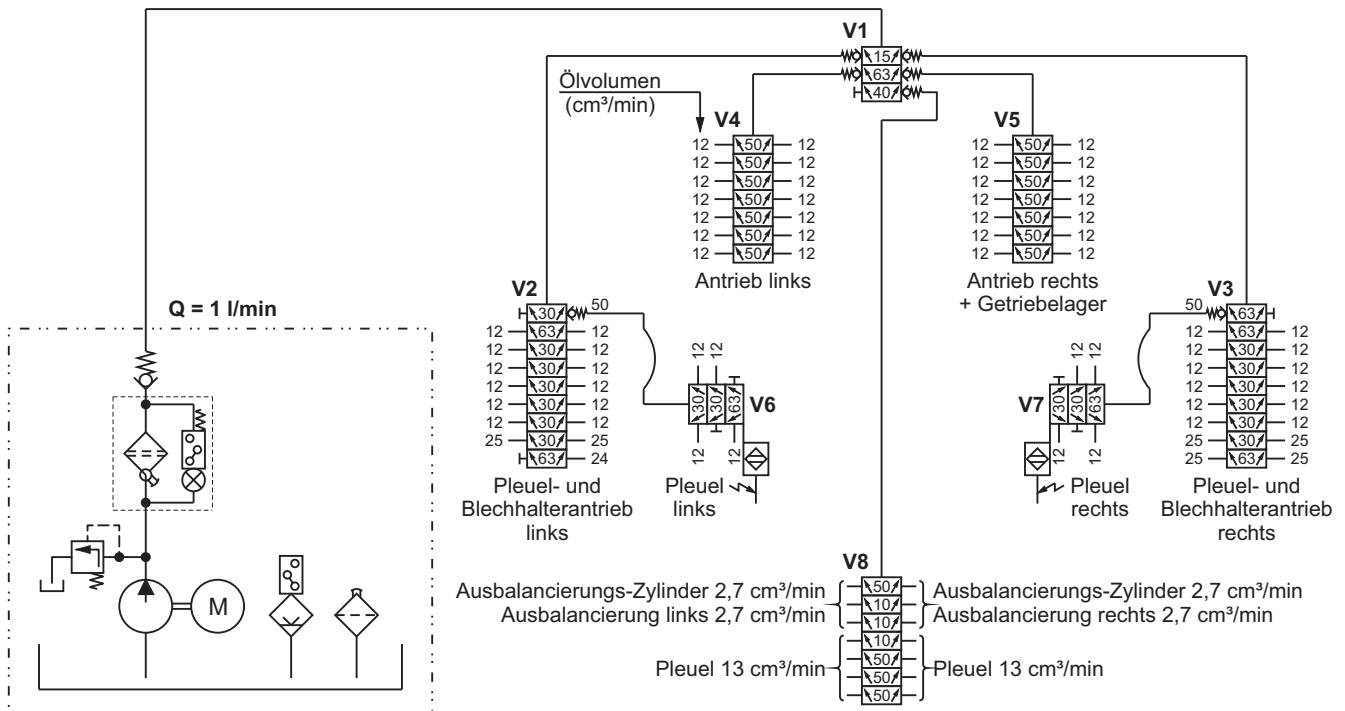 V1
15
63
40
Ölvolumen
(cm³/min)
V4
12 50 12
12 50 12
12 50 12
12 50 12
12 50 12
12 50 12
12 50 12
Antrieb links
V5
12 50 12
12 50 12
12 50 12
12 50 12
12 50 12
12 50 12
12 50 12
Antrieb rechts
+ Getriebelager
Q = 1 l/min
V2
30 50
12 63 12
12 30 12
12 30 12
12 30 12
12 30 12
12 30 12
25 30 25
63 24
Pleuel- und
Blechhalterantrieb
links
12 12
30 30 63
V6
12 12
Pleuel
links
V3
50 63
12 63 12
12 30 12
12 30 12
12 30 12
12 30 12
12 30 12
25 30 25
25 63 25
Pleuel- und
Blechhalterantrieb
rechts
12 12
V7
30 30 63
12 12
Pleuel
rechts
M
V8
50
10
10
10
50
50
50
Ausbalancierungs-Zylinder 2,7 cm³/min
Ausbalancierung links 2,7 cm³/min
Ausbalancierungs-Zylinder 2,7 cm³/min
Ausbalancierung rechts 2,7 cm³/min
Pleuel 13 cm³/min
Pleuel 13 cm³/min